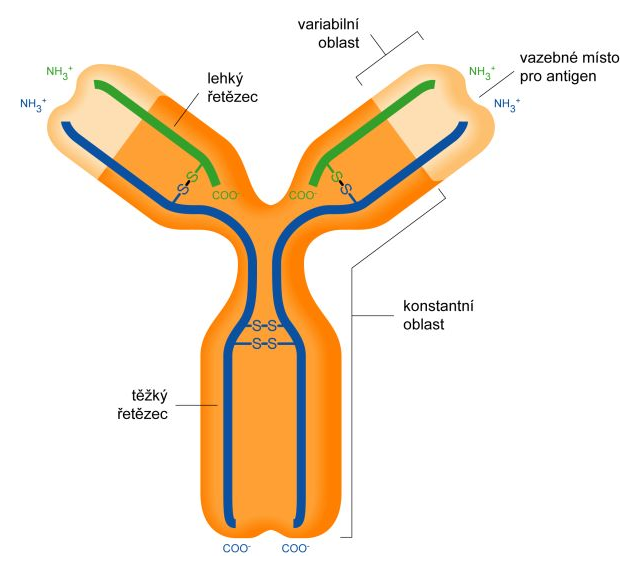 variabilní
oblast
vazebné místo
pro antigen
NH3+
NH3+
NH3+
NH3+
lehký
řetězec
S
S
COO-
COO-
S
S
konstantní
oblast
S-S
S-S
těžký
řetězec
COO-
COO-